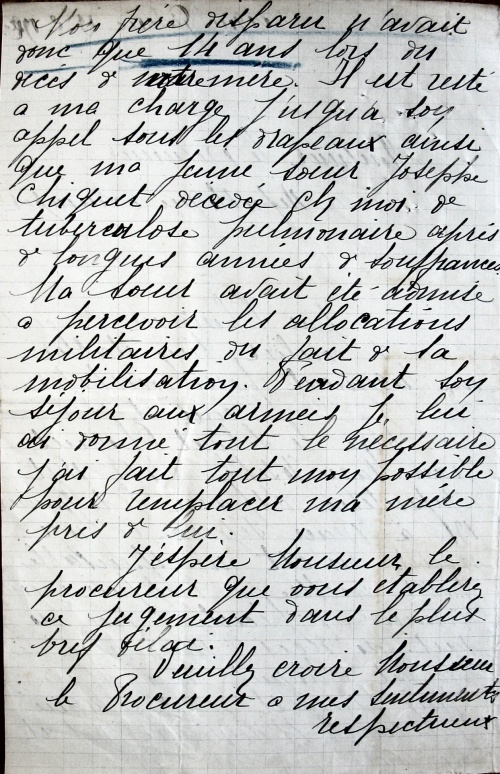 Mon frère disparu n'avait
donc que 14 ans lors du
décés de notre mère. Il est resté
a ma charge jusqu'a son
appel sous les drapeaux ainsi
que ma jeune sœur Joseppe
Chiquet décédée ch moi de
tuberculose pulmonaire après
de longues années de souffrances
Ma sœur avait été admise
a percevoir les allocations
militaires du fait de la
mobilisation. Pendant son
séjour aux armées je lui
ai donné tout le nécessaire
j'ai fait tout mon possible
pour remplacer ma mère
près de lui.
J'éspère Monsieur le
procureur que vous établirez
ce jugement dans le plus
bref délai.
Veuillez croire Monsieur
le Procureur a mes sentiments
respectueux